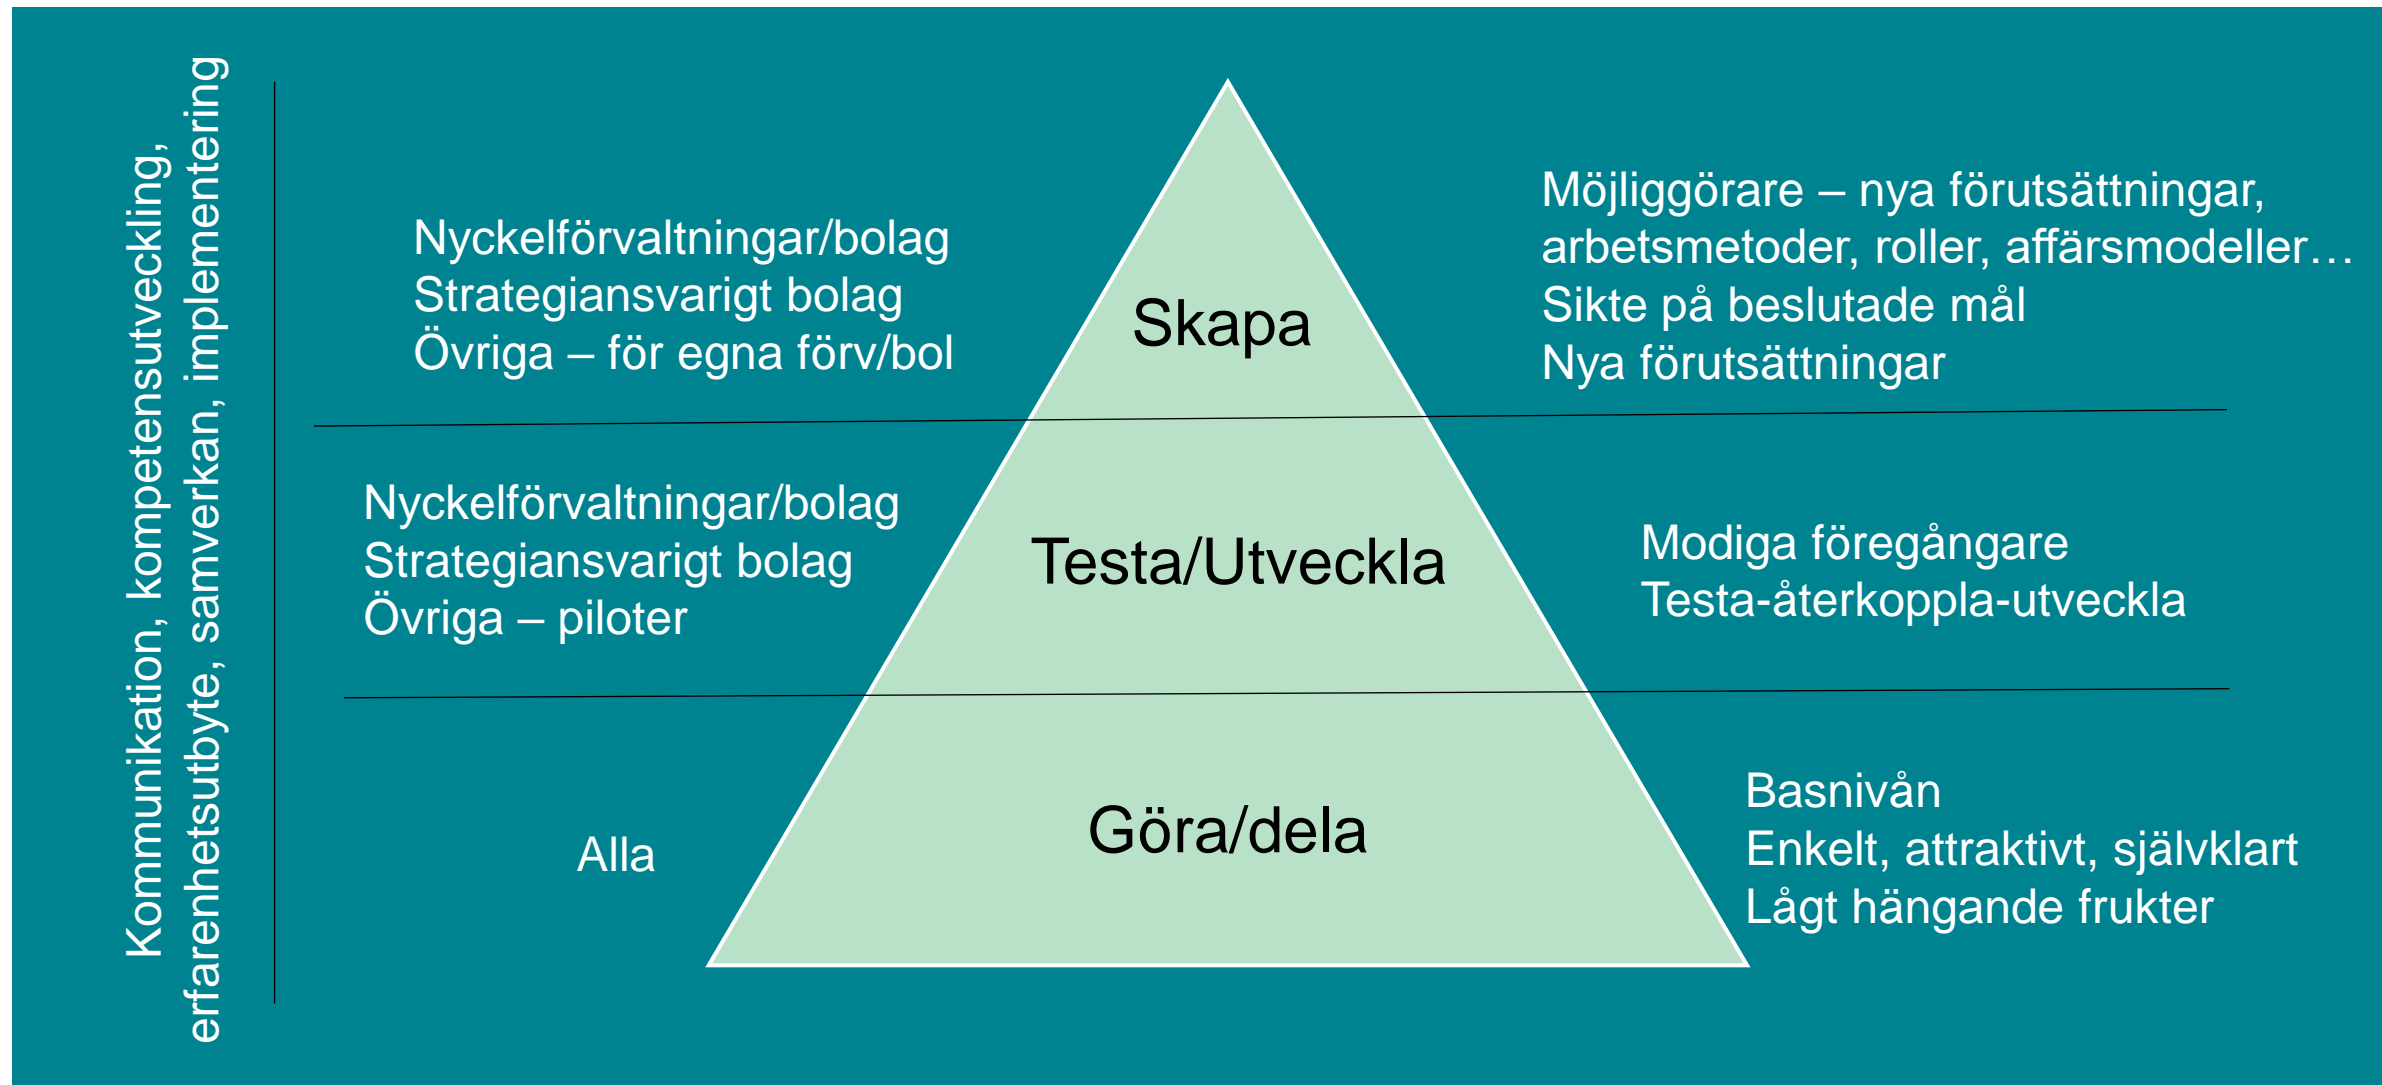 Kommunikation, kompetensutveckling,
erfarenhetsutbyte, samverkan, implementering
Nyckelförvaltningar/bolag
Strategiansvarigt bolag
Övriga – för egna förv/bol
Skapa
Möjliggörare – nya förutsättningar,
arbetsmetoder, roller, affärsmodeller…
Sikte på beslutade mål
Nya förutsättningar
Nyckelförvaltningar/bolag
Strategiansvarigt bolag
Övriga – piloter
Testa/Utveckla
Modiga föregångare
Testa-återkoppla-utveckla
Alla
Göra/dela
Basnivån
Enkelt, attraktivt, självklart
Lågt hängande frukter